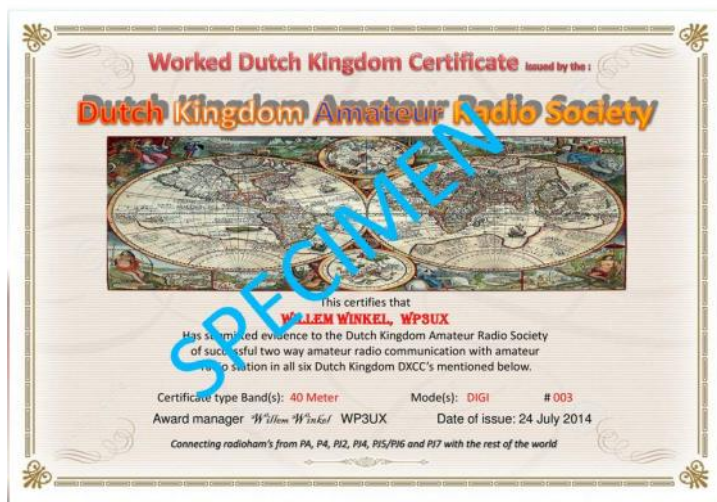 Worked Dutch Kingdom Certificate issued by the :
Dutch Kingdom Amateur Radio Society
SPECIMEN
This certifies that
WILLEM WINKEL, WP3UX
Has submitted evidence to the Dutch Kingdom Amateur Radio Society
of successful two way amateur radio communication with amateur
radio station in all six Dutch Kingdom DXCC's mentioned below.
Certificate type Band(s): 40 Meter Mode(s): DIGI # 003
Award manager Willem Winkel WP3UX Date of issue: 24 July 2014
Connecting radioham's from PA, P4, PJ2, PJ4, PJ5/PJ6 and PJ7 with the rest of the world